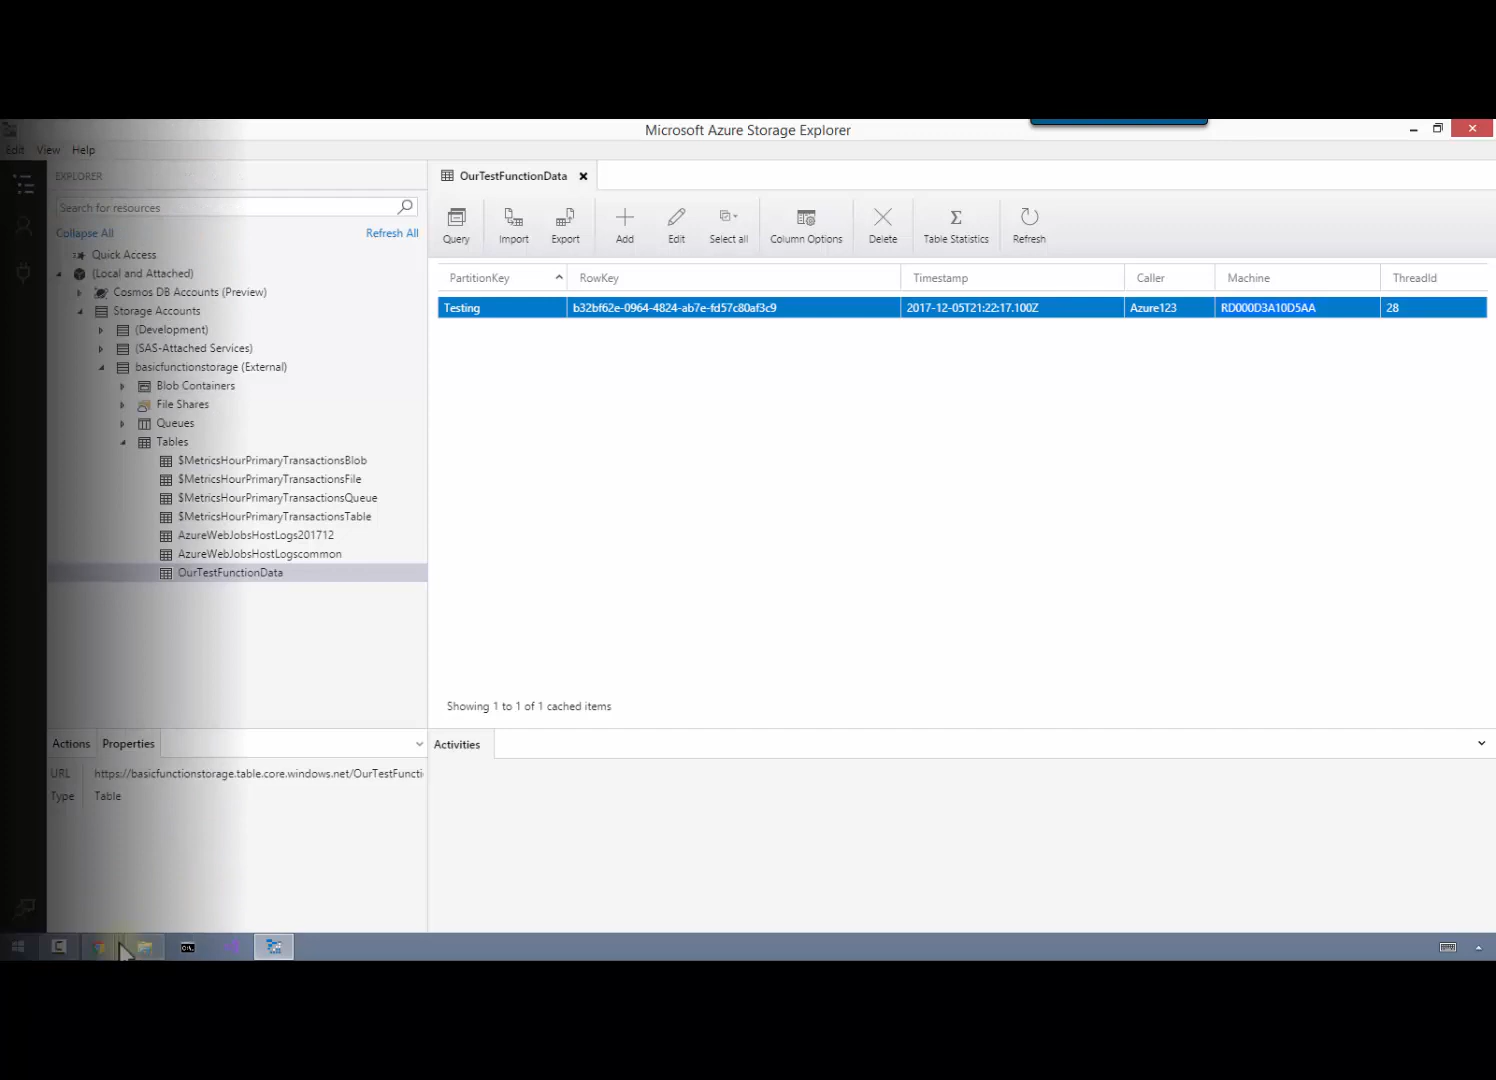 Microsoft Azure Storage Explorer
Edit View Help
EXPLORER
Search for resources
Collapse All Refresh All
Quick Access
(Local and Attached)
Cosmos DB Accounts (Preview)
Storage Accounts
(Development)
(SAS-Attached Services)
basicfunctionstorage (External)
Blob Containers
File Shares
Queues
Tables
$MetricsHourPrimaryTransactionsBlob
$MetricsHourPrimaryTransactionsFile
$MetricsHourPrimaryTransactionsQueue
$MetricsHourPrimaryTransactionsTable
AzureWebJobsHostLogs201712
AzureWebJobsHostLogscommon
OurTestFunctionData
Actions Properties
URL https://basicfunctionstorage.table.core.windows.net/OurTestFuncti
Type Table
OurTestFunctionData
Query Import Export Add Edit Select all Column Options Delete Table Statistics Refresh
PartitionKey RowKey Timestamp Caller Machine ThreadId
Testing b32bf62e-0964-4824-ab7e-fd57c80af3c9 2017-12-05T21:22:17.100Z Azure123 RD000D3A10D5AA 28
Showing 1 to 1 of 1 cached items
Activities